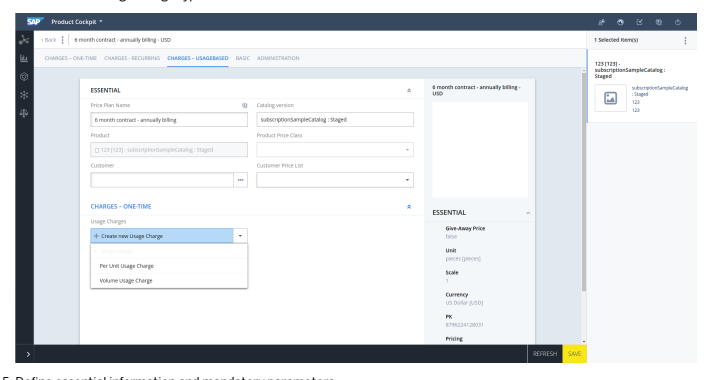 SAP Product Cockpit
Back 6 month contract - annually billing - USD
CHARGES – ONE-TIME CHARGES - RECURRING CHARGES – USAGEBASED BASIC ADMINISTRATION
ESSENTIAL
Price Plan Name Catalog version
6 month contract - annually billing subscriptionSampleCatalog : Staged
Product Product Price Class
123 [123] - subscriptionSampleCatalog : Staged
Customer Customer Price List
...
CHARGES – ONE-TIME
Usage Charges
+ Create new Usage Charge
Per Unit Usage Charge
Volume Usage Charge
6 month contract - annually billing -
USD
ESSENTIAL
Give-Away Price
false
Unit
pieces [pieces]
Scale
1
Currency
US Dollar [USD]
PK
8796224128031
Pricing
1 Selected Item(s)
123 [123] -
subscriptionSampleCatalog :
Staged
subscriptionSampleCatalog
: Staged
123
123
REFRESH SAVE
5. Define essential information and mandatory parameters